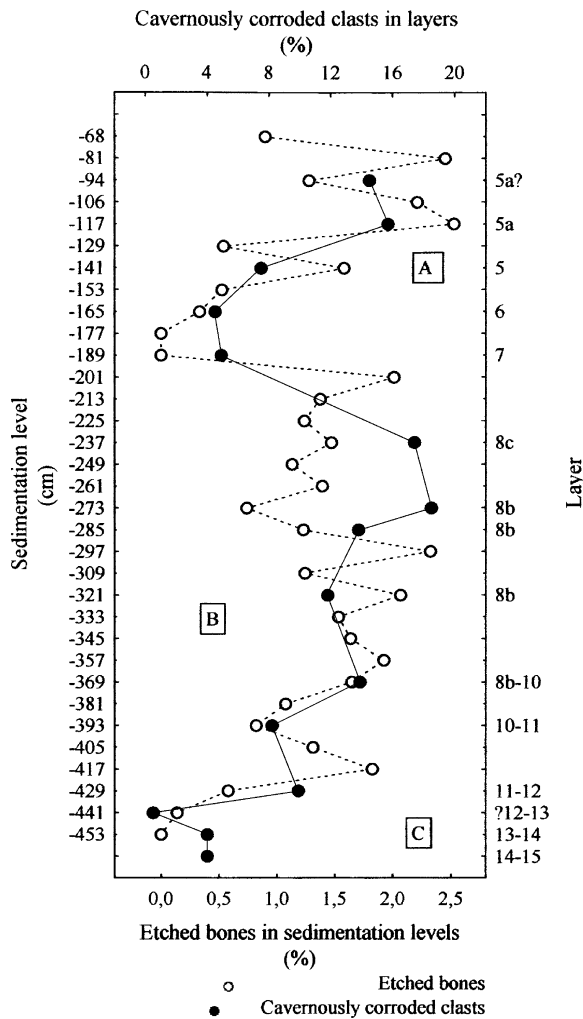 Cavernously corroded clasts in layers
(%)
0 4 8 12 16 20
-68
-81
-94 5a?
-106
-117 5a
-129
A
-141 5
-153
-165 6
-177
-189 7
-201
-213
-225
-237 8c
-249
-261
-273 8b
-285 8b
-297
-309
-321 8b
B
-333
-345
-357
-369 8b-10
-381
-393 10-11
-405
-417
-429 11-12
-441 ?12-13
-453 13-14
C
14-15
Sedimentation level
(cm)
Layer
0,0 0,5 1,0 1,5 2,0 2,5
Etched bones in sedimentation levels
(%)
Etched bones
Cavernously corroded clasts